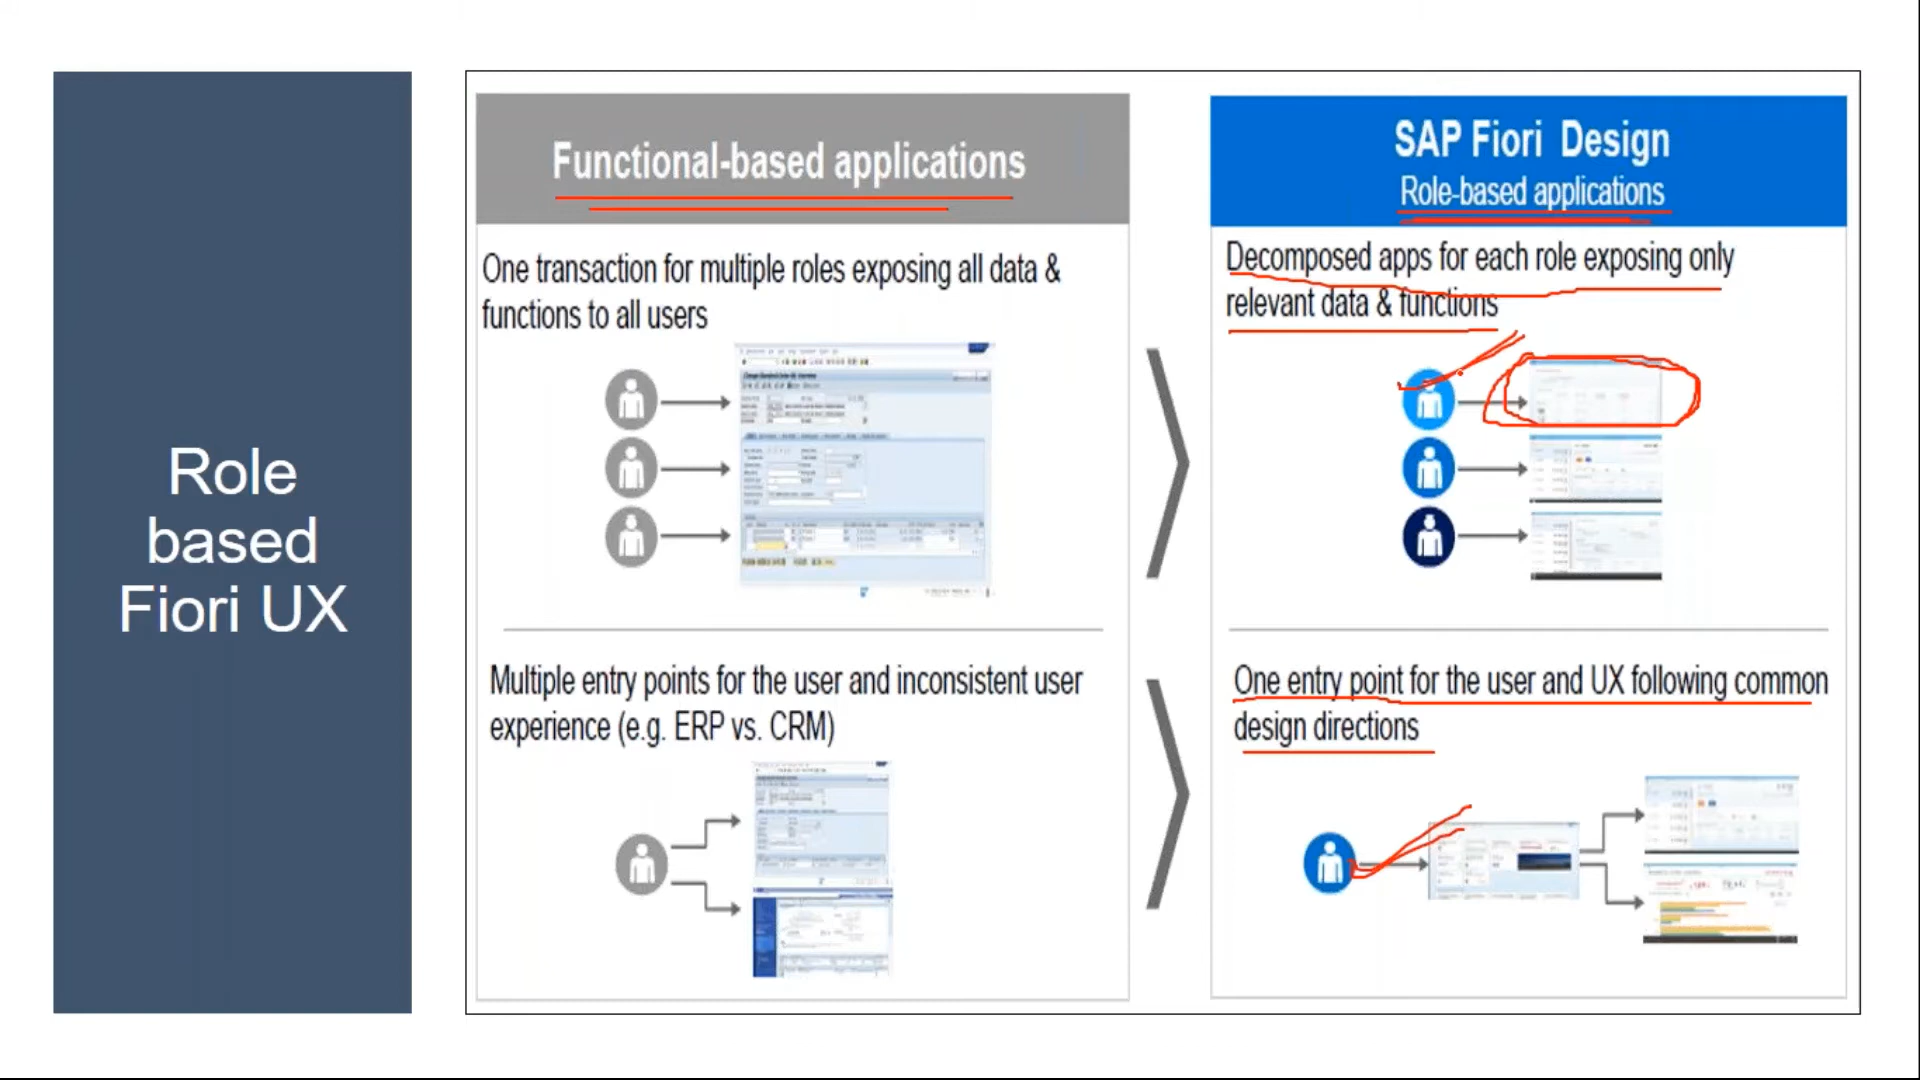 Role
based
Fiori UX
Functional-based applications
One transaction for multiple roles exposing all data &
functions to all users
Multiple entry points for the user and inconsistent user
experience (e.g. ERP vs. CRM)
SAP Fiori Design
Role-based applications
Decomposed apps for each role exposing only
relevant data & functions
One entry point for the user and UX following common
design directions